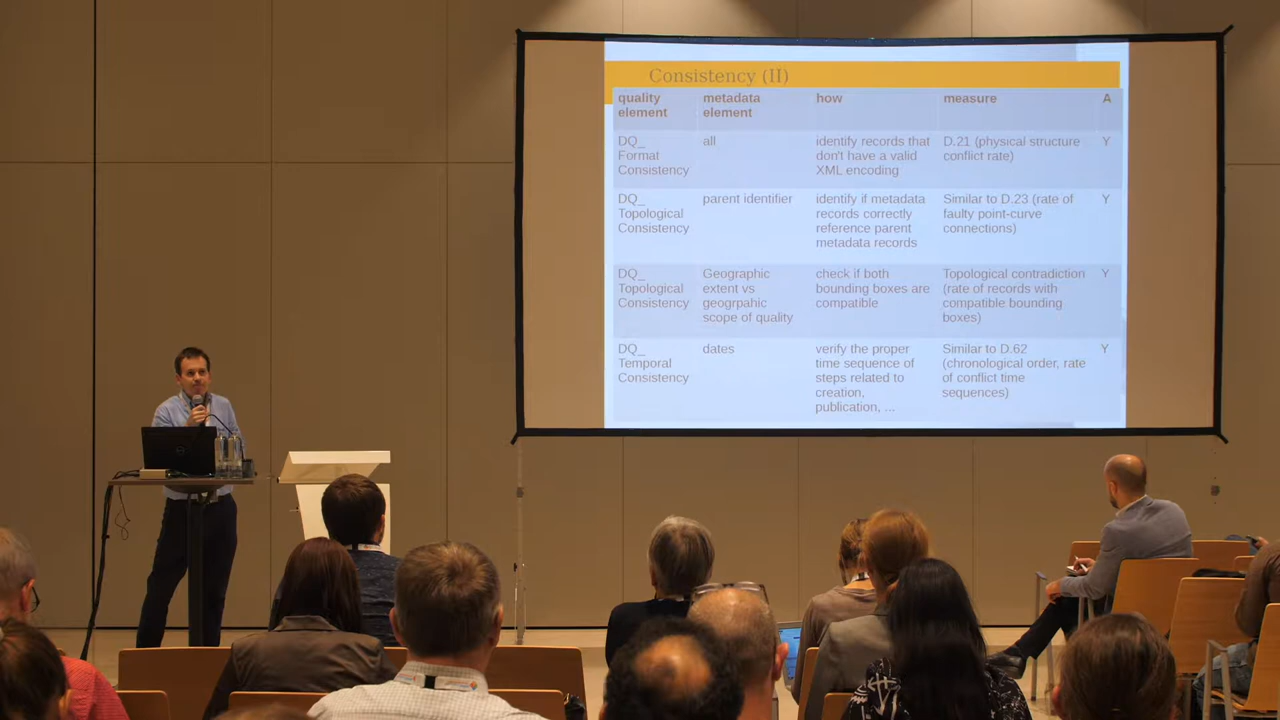 Consistency (II)
quality element metadata element how measure A
DQ_ Format Consistency all identify records that don't have a valid XML encoding D.21 (physical structure conflict rate) Y
DQ_ Topological Consistency parent identifier identify if metadata records correctly reference parent metadata records Similar to D.23 (rate of faulty point-curve connections) Y
DQ_ Topological Consistency Geographic extent vs geogrpahic scope of quality check if both bounding boxes are compatible Topological contradiction (rate of records with compatible bounding boxes) Y
DQ_ Temporal Consistency dates verify the proper time sequence of steps related to creation, publication, ... Similar to D.62 (chronological order, rate of conflict time sequences) Y